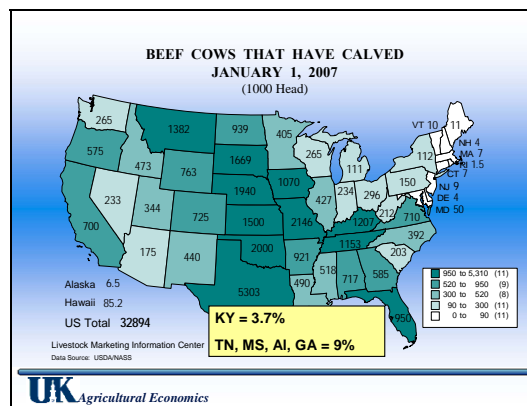 BEEF COWS THAT HAVE CALVED
JANUARY 1, 2007
(1000 Head)
265
1382
939
405
VT 10
11
NH 4
MA 7
RI 1.5
CT 7
NJ 9
DE 4
MD 50
575
473
763
1669
265
111
112
1940
1070
150
233
344
725
1500
2146
427
234
296
212
1207
710
700
175
440
2000
921
1153
392
203
518
717
585
490
5303
950
Alaska 6.5
Hawaii 85.2
US Total 32894
950 to 5,310 (11)
520 to 950 (9)
300 to 520 (8)
90 to 300 (11)
0 to 90 (11)
KY = 3.7%
TN, MS, Al, GA = 9%
Livestock Marketing Information Center
Data Source: USDA/NASS
UK Agricultural Economics